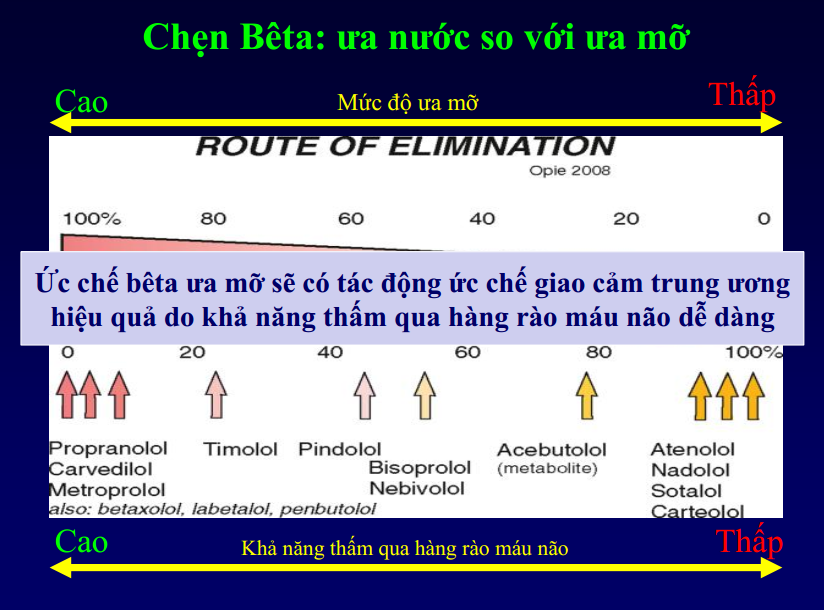 Chẹn Bêta: ưa nước so với ưa mỡ
Cao
Mức độ ưa mỡ
Thấp
ROUTE OF ELIMINATION
Opie 2008
100% 80 60 40 20 0
Ức chế bêta ưa mỡ sẽ có tác động ức chế giao cảm trung ương
hiệu quả do khả năng thấm qua hàng rào máu não dễ dàng
0 20 40 60 80 100%
Propranolol Timolol Pindolol Acebutolol Atenolol
Carvedilol Bisoprolol (metabolite) Nadolol
Metroprolol Nebivolol Sotalol
also: betaxolol, labetalol, penbutolol Carteolol
Cao
Khả năng thấm qua hàng rào máu não
Thấp